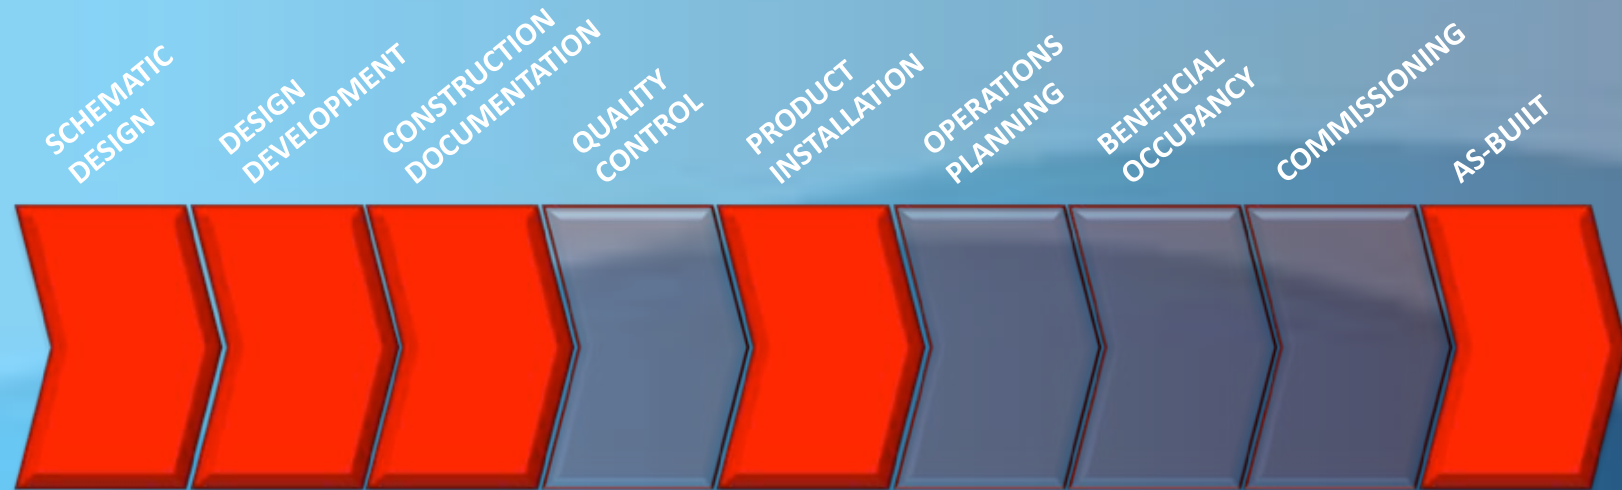 SCHEMATIC
DESIGN
DESIGN
DEVELOPMENT
CONSTRUCTION
DOCUMENTATION
QUALITY
CONTROL
PRODUCT
INSTALLATION
OPERATIONS
PLANNING
BENEFICIAL
OCCUPANCY
COMMISSIONING
AS-BUILT